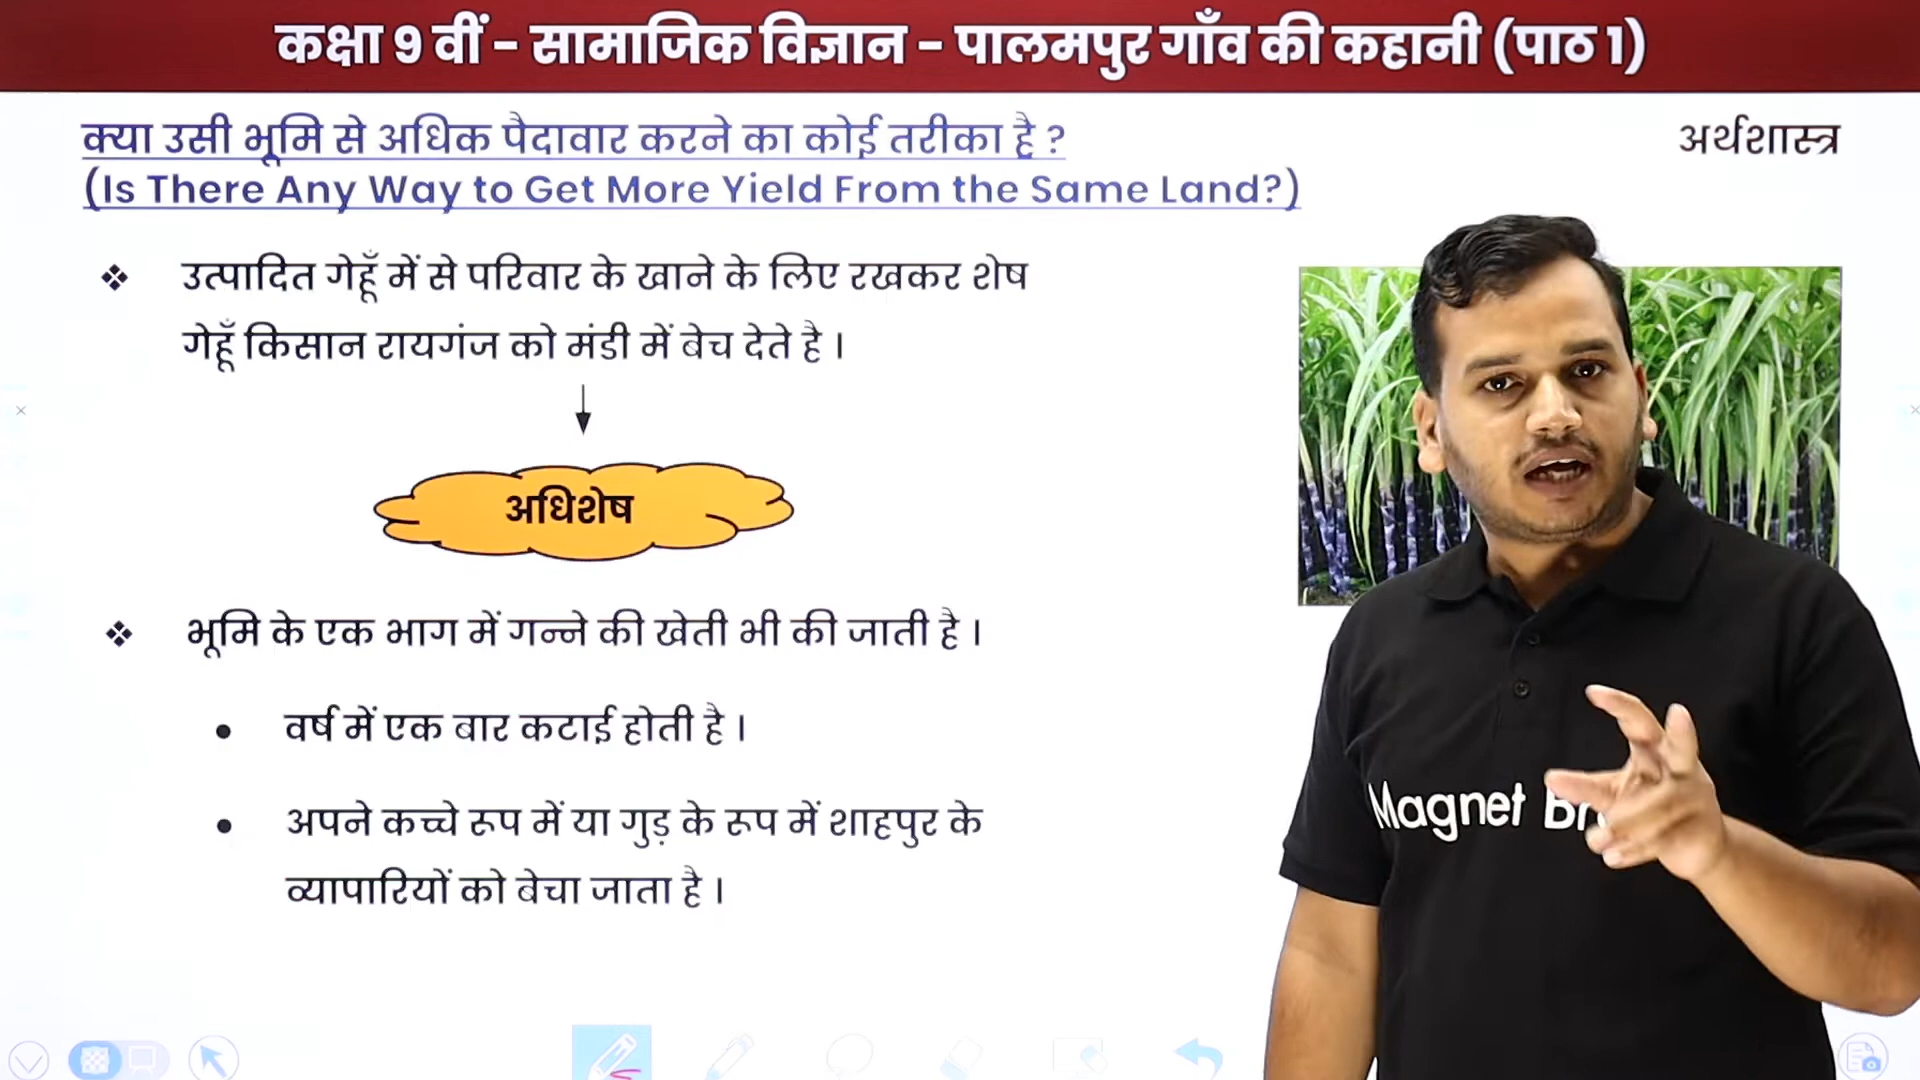 कक्षा 9 वीं - सामाजिक विज्ञान - पालमपुर गाँव की कहानी (पाठ 1)
क्या उसी भूमि से अधिक पैदावार करने का कोई तरीका है ?
(Is There Any Way to Get More Yield From the Same Land?)
अर्थशास्त्र
उत्पादित गेहूँ में से परिवार के खाने के लिए रखकर शेष
गेहूँ किसान रायगंज को मंडी में बेच देते है ।
अधिशेष
भूमि के एक भाग में गन्ने की खेती भी की जाती है ।
वर्ष में एक बार कटाई होती है ।
अपने कच्चे रूप में या गुड़ के रूप में शाहपुर के
व्यापारियों को बेचा जाता है ।
Magnet Br